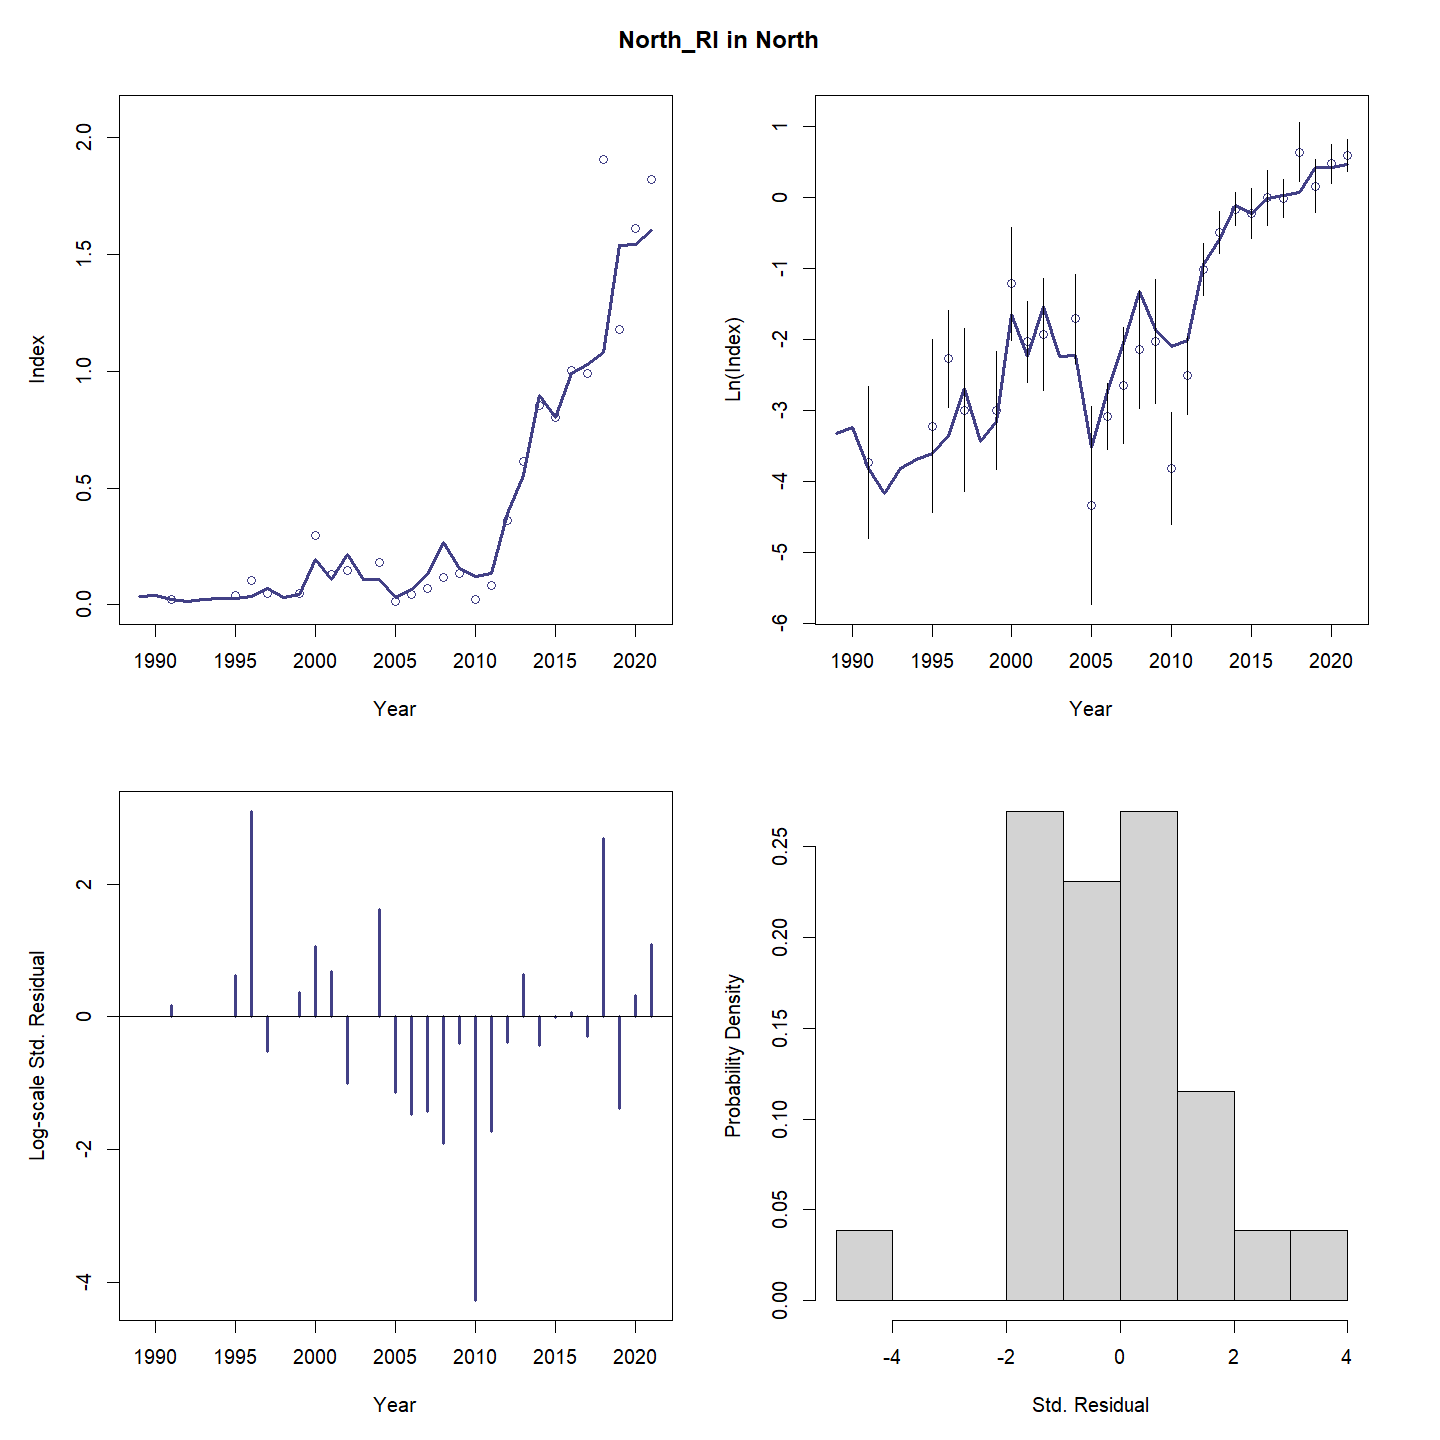 North_RI in North
Index
0.0 0.5 1.0 1.5 2.0
1990 1995 2000 2005 2010 2015 2020
Year
Ln(Index)
-6 -5 -4 -3 -2 -1 0 1
1990 1995 2000 2005 2010 2015 2020
Year
Log-scale Std. Residual
-4 -2 0 2
1990 1995 2000 2005 2010 2015 2020
Year
Probability Density
0.00 0.05 0.10 0.15 0.20 0.25
-4 -2 0 2 4
Std. Residual